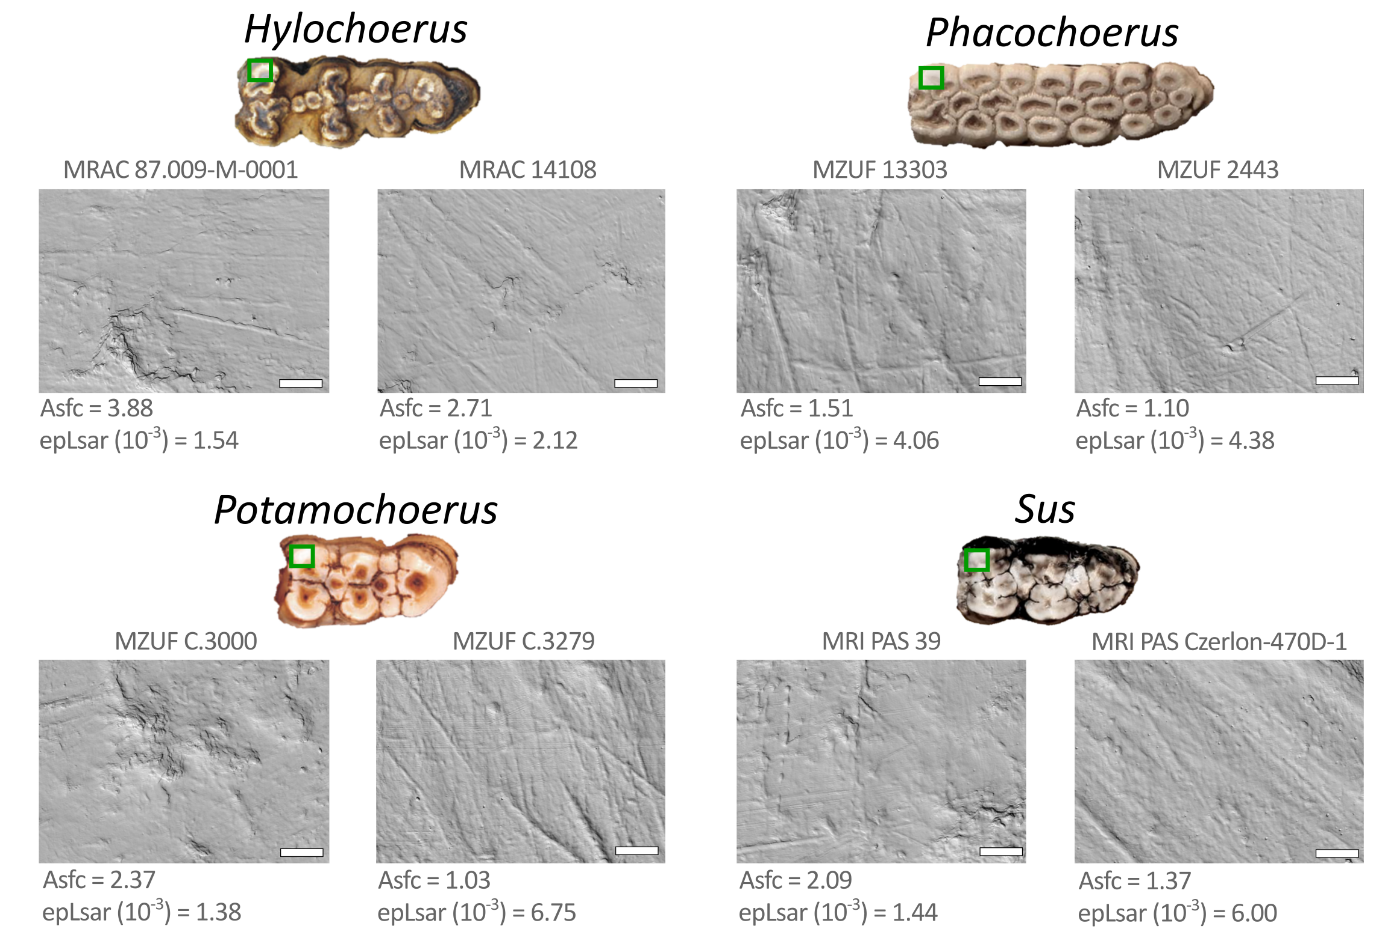 Hylochoerus
Phacochoerus
MRAC 87.009-M-0001
MRAC 14108
MZUF 13303
MZUF 2443
Asfc = 3.88
epLsar (10⁻³) = 1.54
Asfc = 2.71
epLsar (10⁻³) = 2.12
Asfc = 1.51
epLsar (10⁻³) = 4.06
Asfc = 1.10
epLsar (10⁻³) = 4.38
Potamochoerus
Sus
MZUF C.3000
MZUF C.3279
MRI PAS 39
MRI PAS Czerlon-470D-1
Asfc = 2.37
epLsar (10⁻³) = 1.38
Asfc = 1.03
epLsar (10⁻³) = 6.75
Asfc = 2.09
epLsar (10⁻³) = 1.44
Asfc = 1.37
epLsar (10⁻³) = 6.00